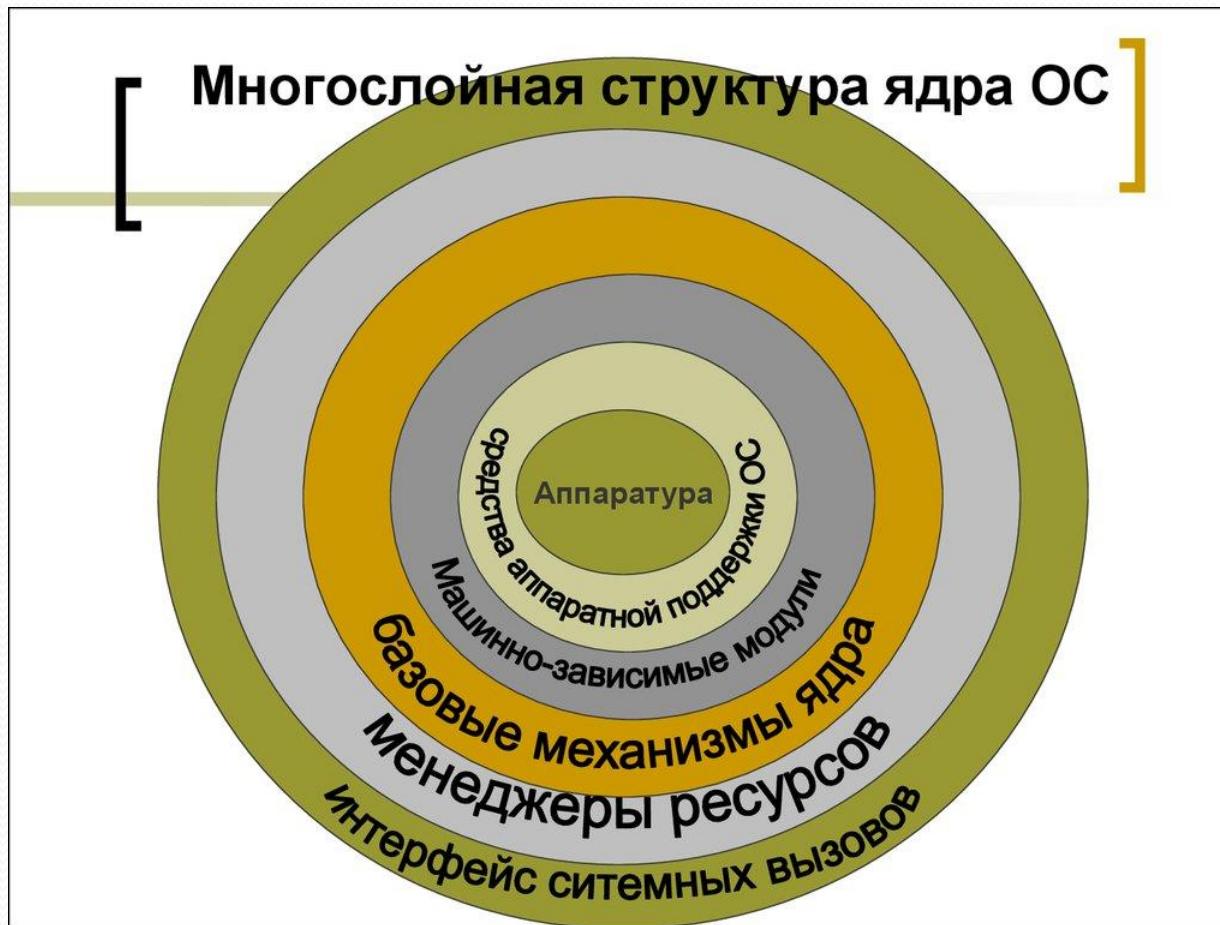 Многослойная структура ядра ОС
Аппаратура
средства аппаратной поддержки ОС
Машинно-зависимые модули
базовые механизмы ядра
менеджеры ресурсов
интерфейс ситемных вызовов